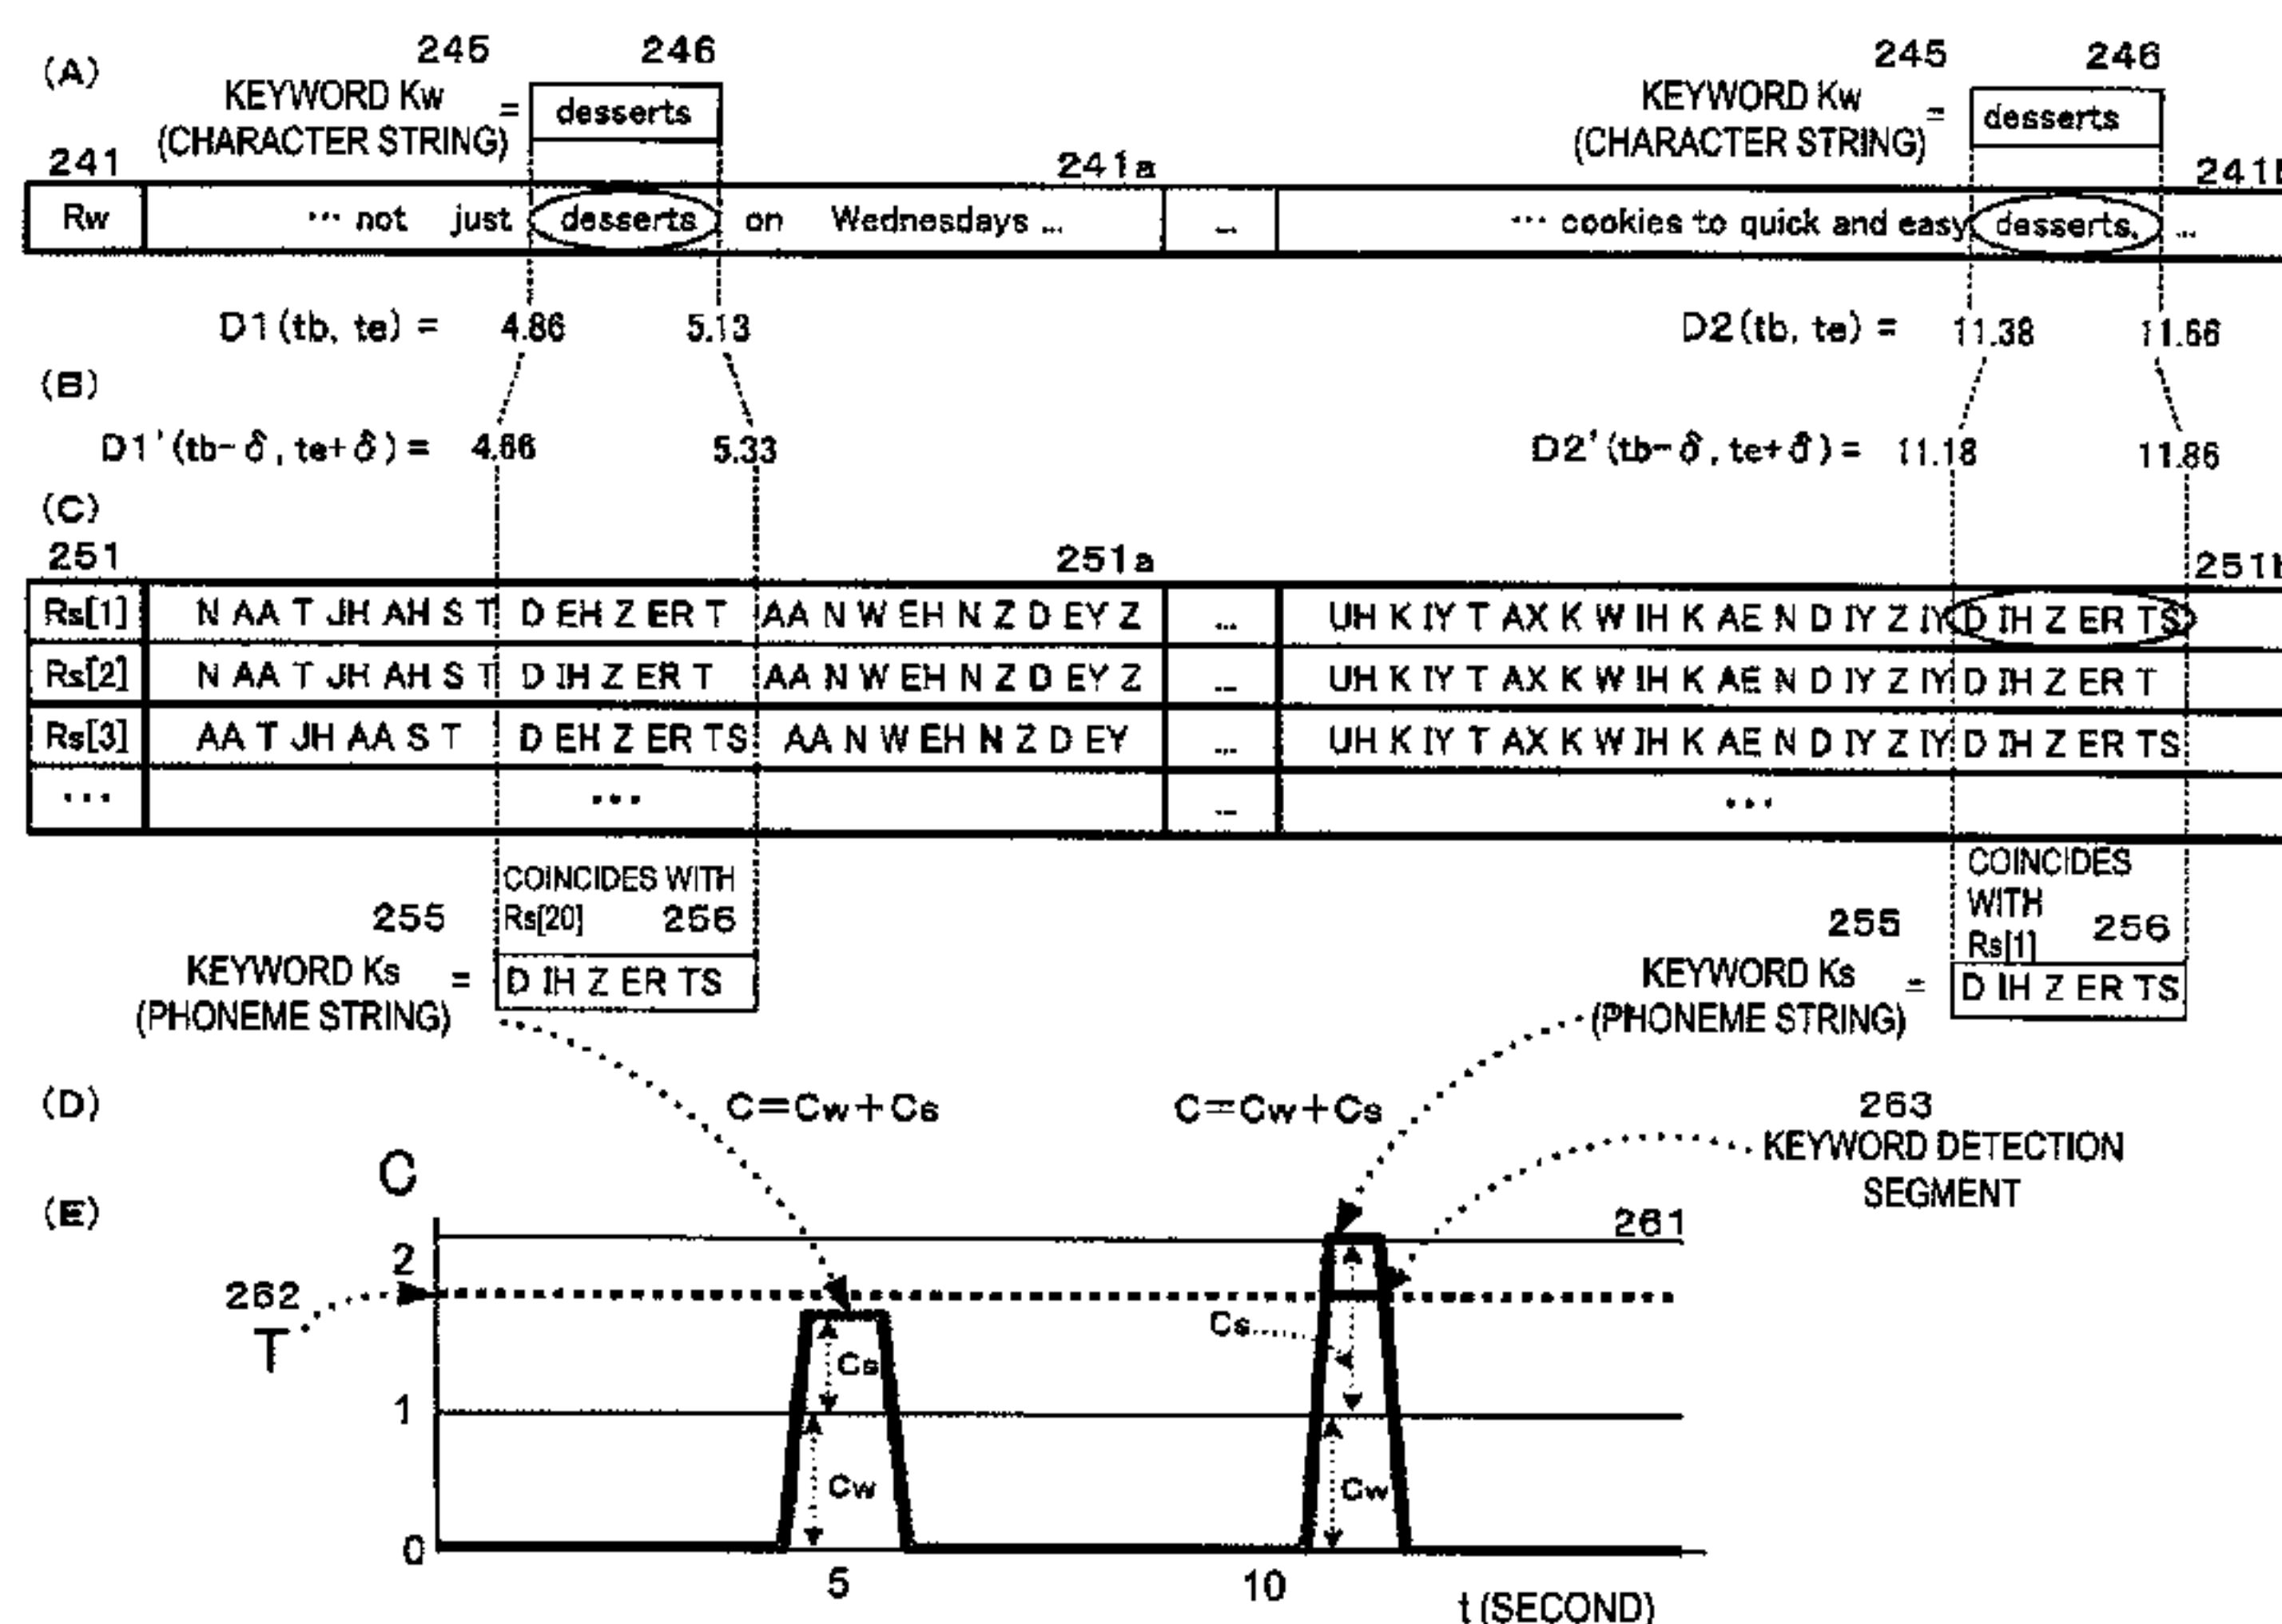 (A)
245 246
KEYWORD Kw = desserts
(CHARACTER STRING)
245 246
KEYWORD Kw = desserts
(CHARACTER STRING)
241 241a
Rw ... not just desserts on Wednesdays ... ... ... cookies to quick and easy desserts, ...
D1(tb, te) = 4.86 5.13 D2(tb, te) = 11.38 11.66
(B)
D1'(tb-δ, te+δ) = 4.66 5.33 D2'(tb-δ, te+δ) = 11.18 11.86
(C)
251 251a
Rs[1] N AA T JH AH S T D EH Z ER T AA N W EH N Z D EY Z ... UH K IY T AX K W IH K AE N D IY Z IY D IH Z ER TS
Rs[2] N AA T JH AH S T D IH Z ER T AA N W EH N Z D EY Z ... UH K IY T AX K W IH K AE N D IY Z IY D IH Z ER T
Rs[3] AA T JH AA S T D EH Z ER TS AA N W EH N Z D EY ... UH K IY T AX K W IH K AE N D IY Z IY D IH Z ER TS
... ... ... ...
COINCIDES WITH
Rs[20] 256
255
KEYWORD Ks = D IH Z ER TS
(PHONEME STRING)
COINCIDES
WITH
Rs[1] 256
255
KEYWORD Ks = D IH Z ER TS
(PHONEME STRING)
(D)
C=Cw+Cs C=Cw+Cs
263
KEYWORD DETECTION
SEGMENT
(E)
C
261
2
262
T
Cs
Cs
1
Cw
Cw
0
5 10 t (SECOND)